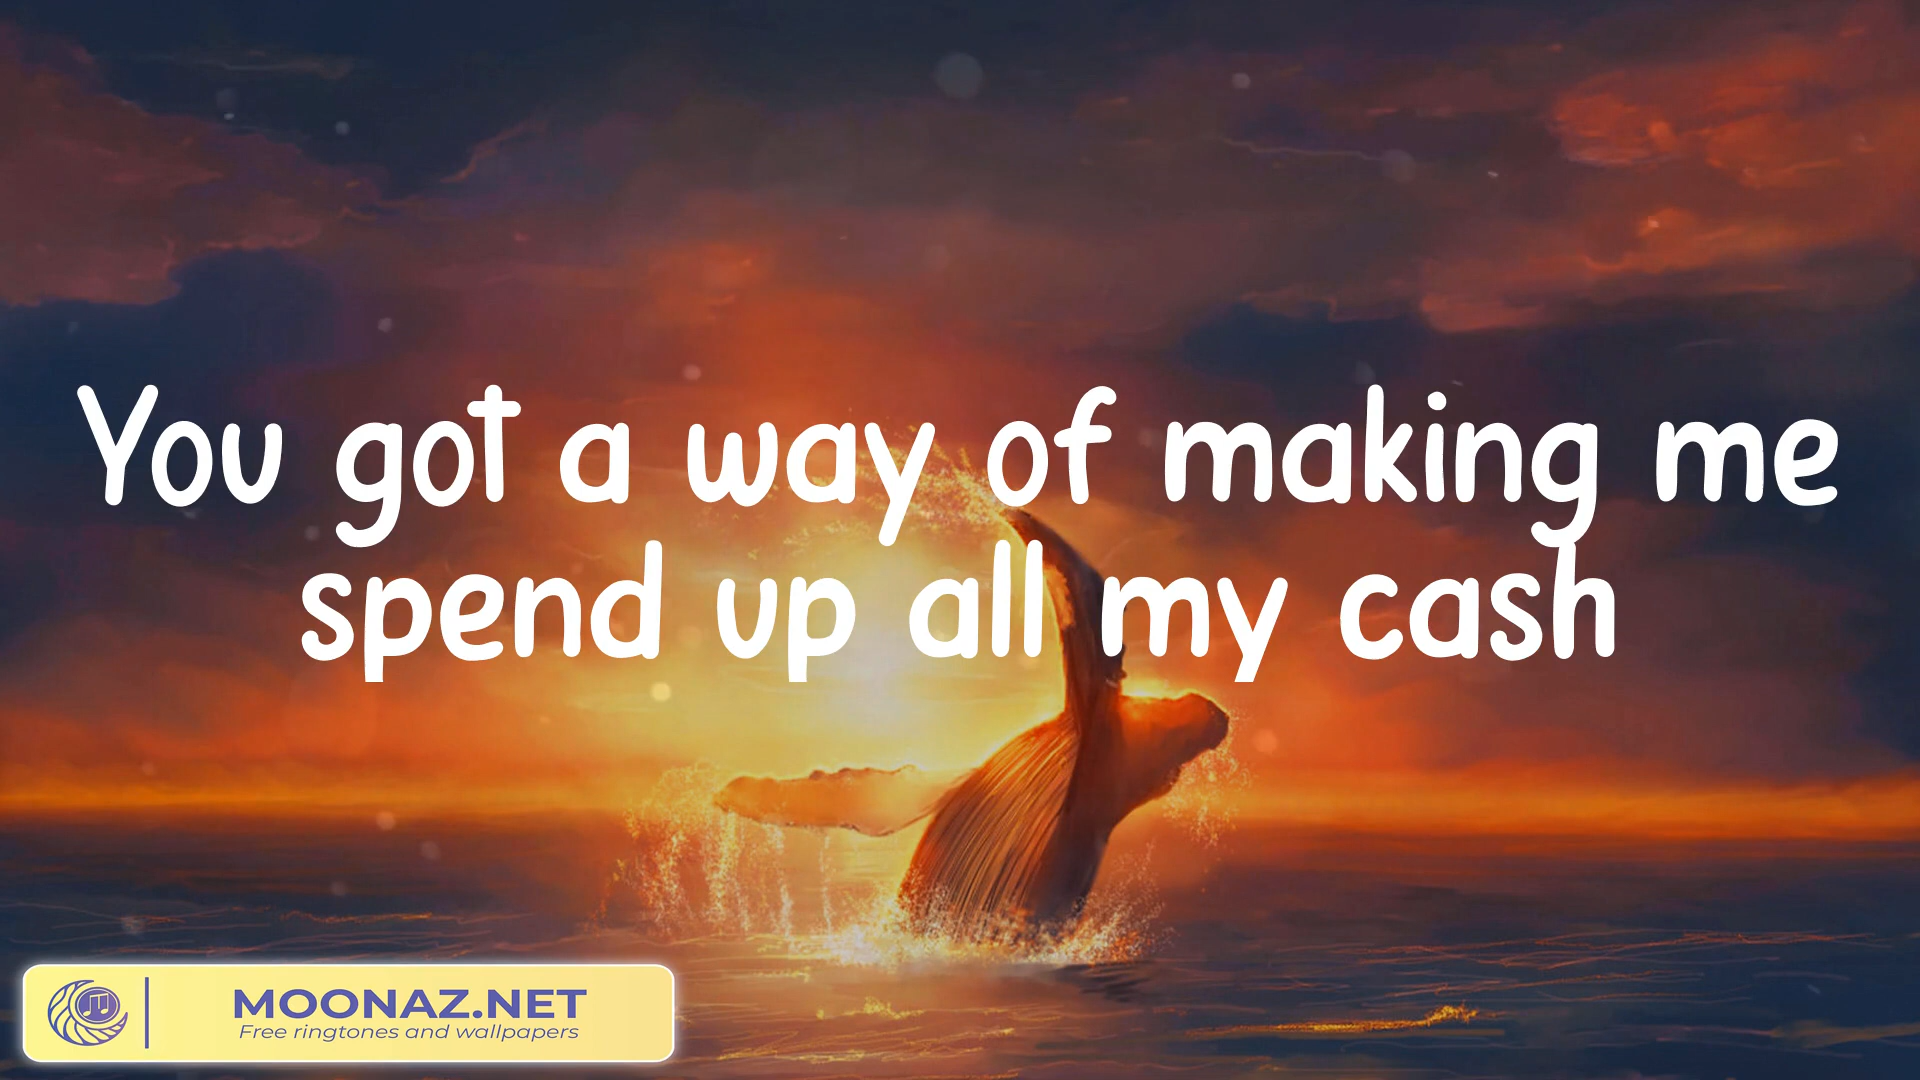 You got a way of making me
spend up all my cash
MOONAZ.NET
Free ringtones and wallpapers